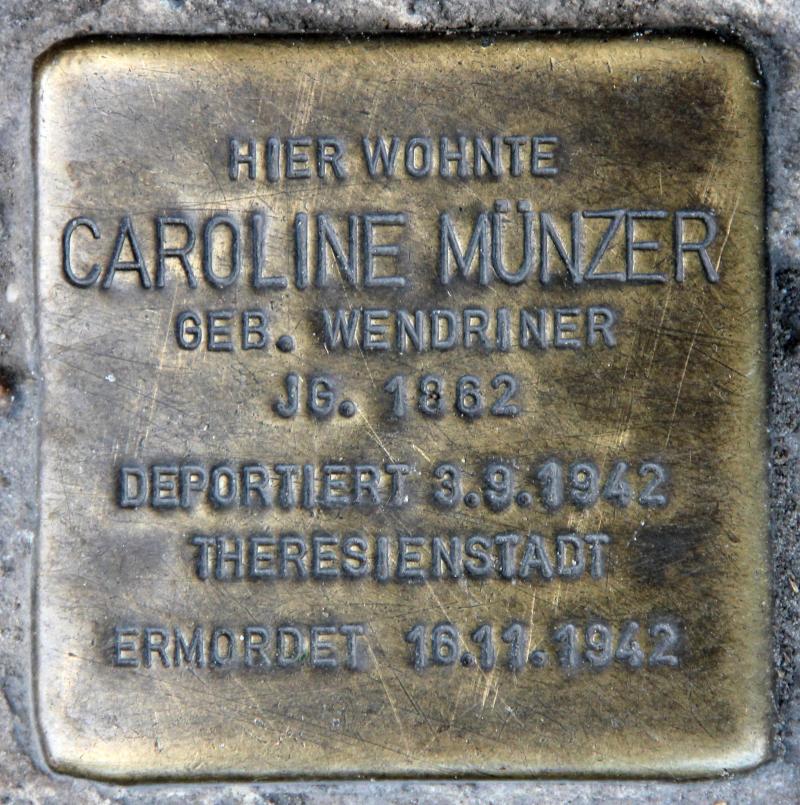 HIER WOHNTE
CAROLINE MÜNZER
GEB. WENDRINER
JG. 1862
DEPORTIERT 3.9.1942
THERESIENSTADT
ERMORDET 16.11.1942